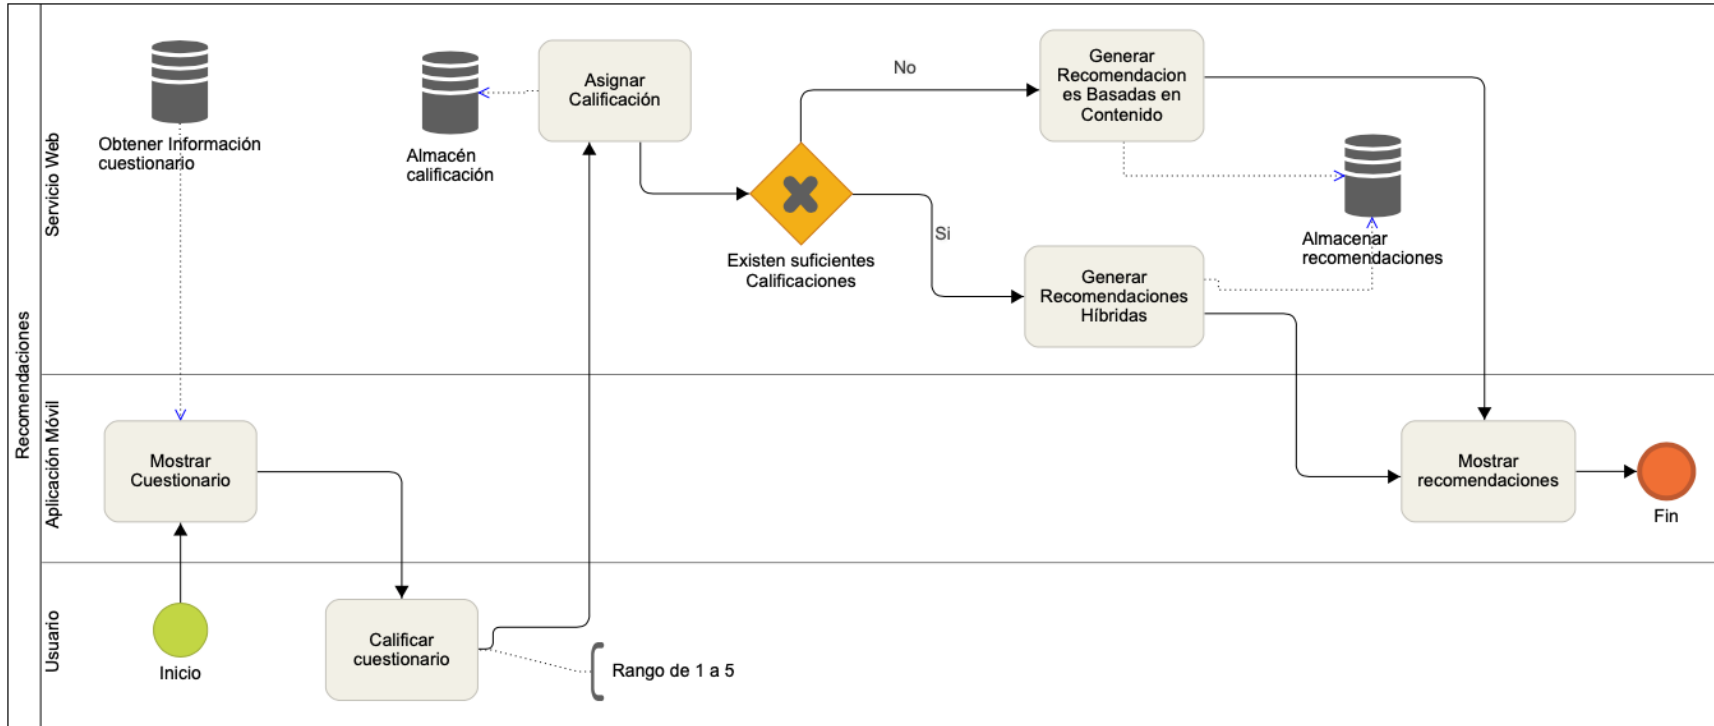 Recomendaciones
Servicio Web
Obtener Información
cuestionario
Almacén
calificación
Asignar
Calificación
No
Existen suficientes
Calificaciones
Si
Generar
Recomendacion
es Basadas en
Contenido
Generar
Recomendaciones
Híbridas
Almacenar
recomendaciones
Aplicación Móvil
Mostrar
Cuestionario
Mostrar
recomendaciones
Fin
Usuario
Inicio
Calificar
cuestionario
Rango de 1 a 5